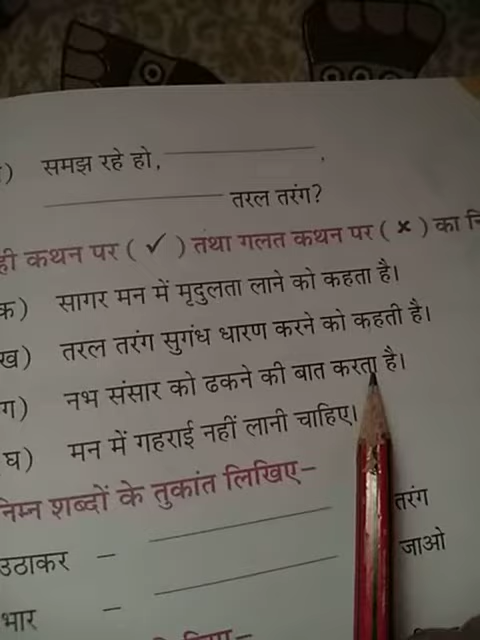 ) समझ रहे हो, ,
तरल तरंग?
ही कथन पर ( ✓ ) तथा गलत कथन पर ( × ) का
क) सागर मन में मृदुलता लाने को कहता है।
ख) तरल तरंग सुगंध धारण करने को कहती है।
ग) नभ संसार को ढकने की बात करता है।
घ) मन में गहराई नहीं लानी चाहिए।
निम्न शब्दों के तुकांत लिखिए–
उठाकर – तरंग
भार – जाओ